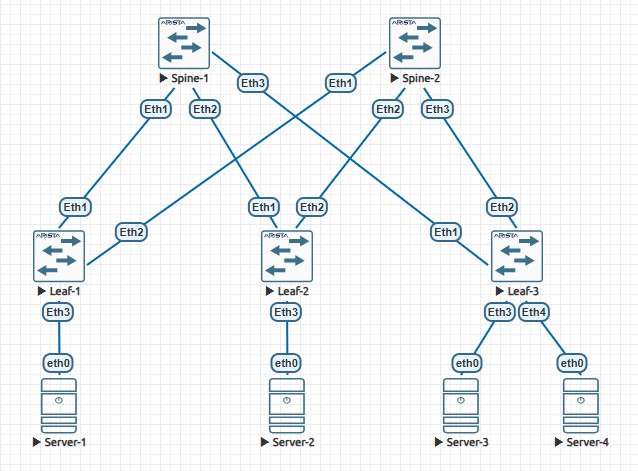 ARISTA
ARISTA
Spine-1
Spine-2
Eth3
Eth1
Eth1
Eth2
Eth2
Eth3
Eth1
Eth1
Eth2
Eth2
Eth2
Eth1
ARISTA
ARISTA
ARISTA
Leaf-1
Leaf-2
Leaf-3
Eth3
Eth3
Eth3
Eth4
eth0
eth0
eth0
eth0
Server-1
Server-2
Server-3
Server-4